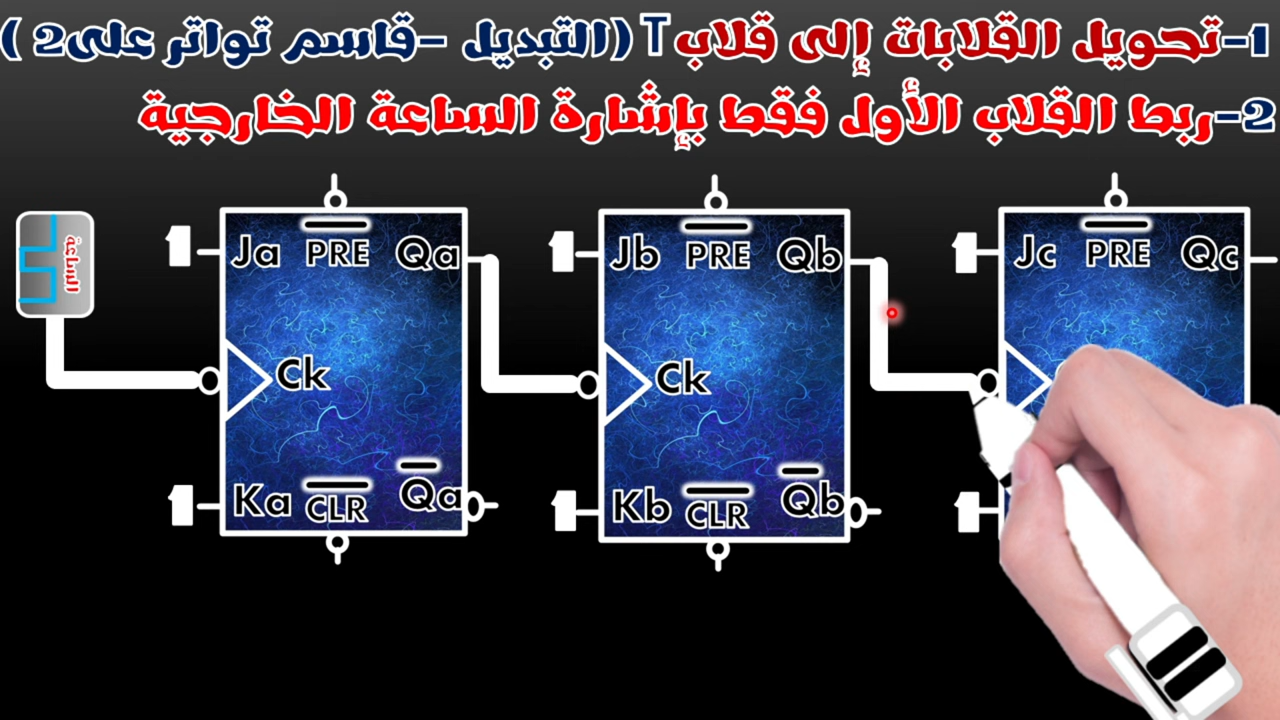 1-تحويل القلابات إلى قلاب T (التبديل -قاسم تواتر على2 )
2-ربط القلاب الأول فقط بإشارة الساعة الخارجية
الساعة
1 Ja PRE Qa
1 Jb PRE Qb
1 Jc PRE Qc
Ck
Ck
1 Ka CLR Qa
1 Kb CLR Qb
1